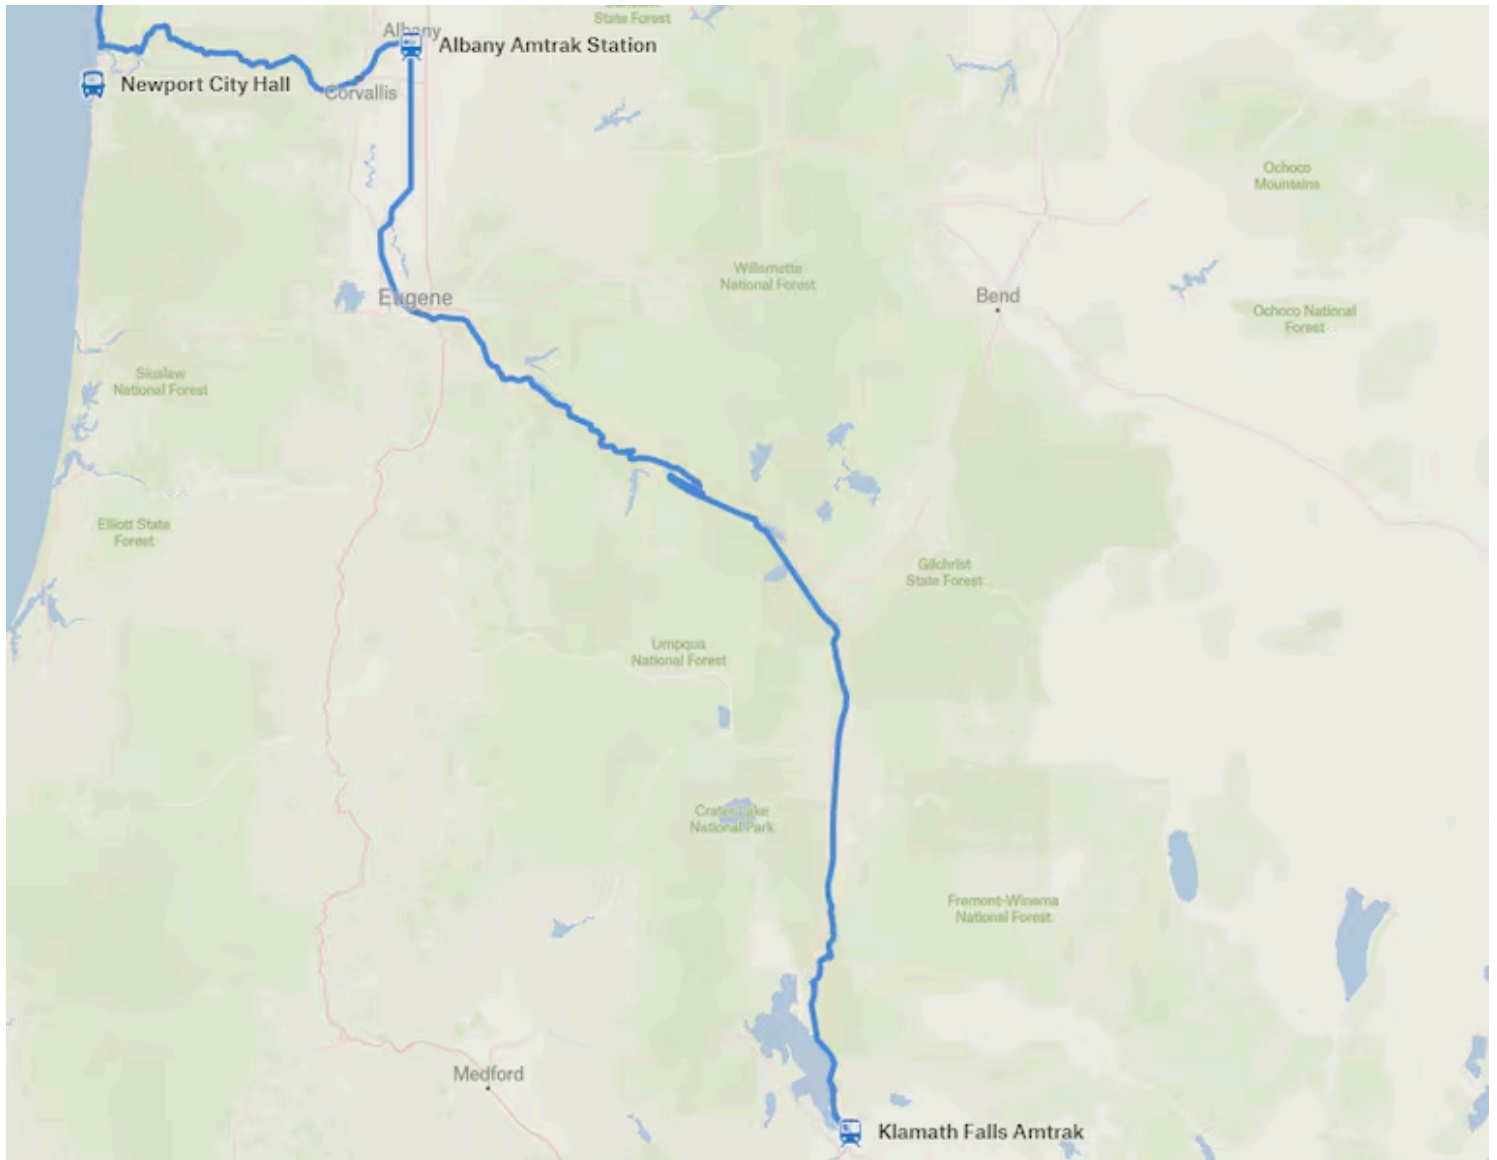 State Forest
Albany
Albany Amtrak Station
Newport City Hall
Corvallis
Ochoco
Mountains
Willamette
National Forest
Eugene
Bend
Ochoco National
Forest
Siuslaw
National Forest
Elliott State
Forest
Gilchrist
State Forest
Umpqua
National Forest
Crater Lake
National Park
Fremont-Winema
National Forest
Medford
Klamath Falls Amtrak